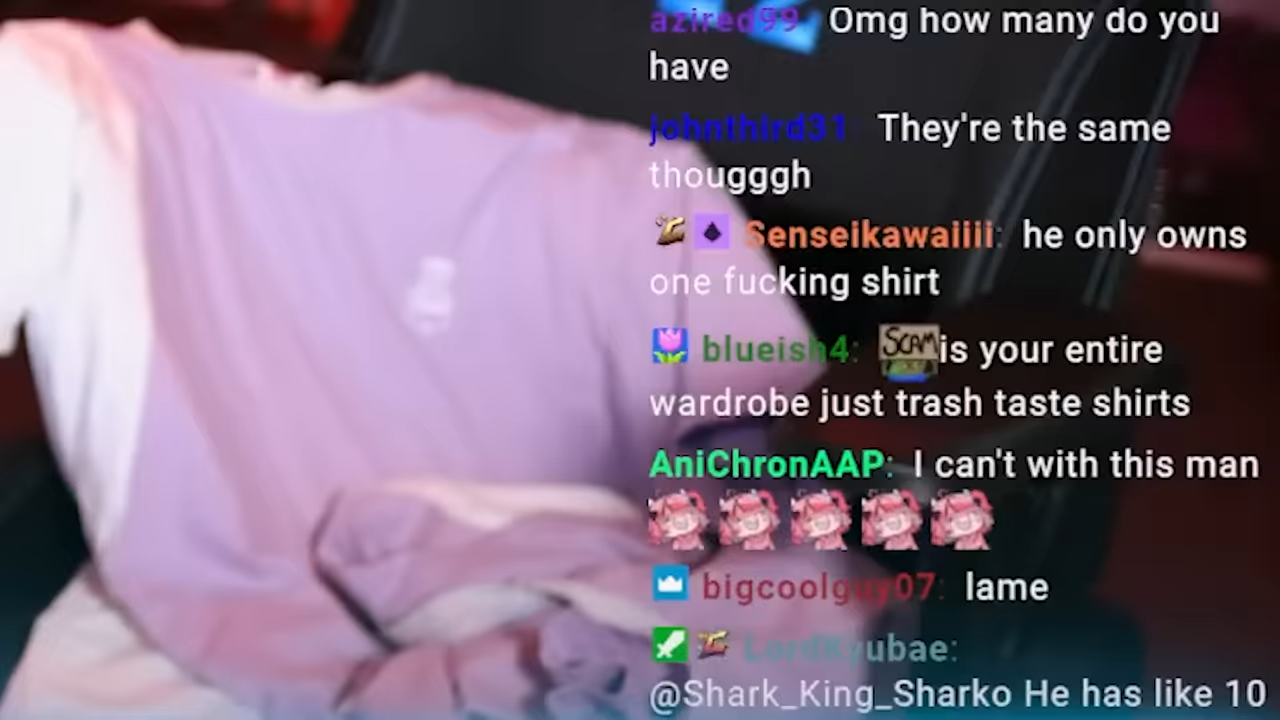 azired99 Omg how many do you
have
johnthird31: They're the same
thougggh
Senseikawaiiii: he only owns
one fucking shirt
blueish4: SCAM is your entire
wardrobe just trash taste shirts
AniChronAAP: I can't with this man
bigcoolguy07: lame
LordKyubae:
@Shark_King_Sharko He has like 10